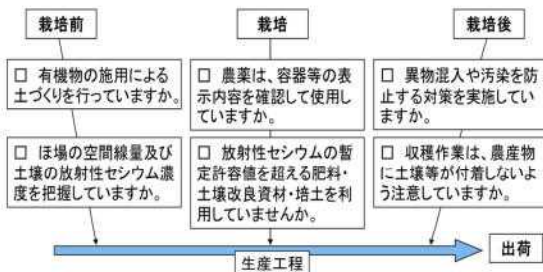 栽培前
□ 有機物の施用による
土づくりを行っていますか。
□ ほ場の空間線量及び
土壌の放射性セシウム濃
度を把握していますか。
栽培
□ 農薬は、容器等の表
示内容を確認して使用し
ていますか。
□ 放射性セシウムの暫
定許容値を超える肥料・
土壌改良資材・培土を利
用していませんか。
栽培後
□ 異物混入や汚染を防
止する対策を実施してい
ますか。
□ 収穫作業は、農産物
に土壌等が付着しないよ
う注意していますか。
生産工程
出荷